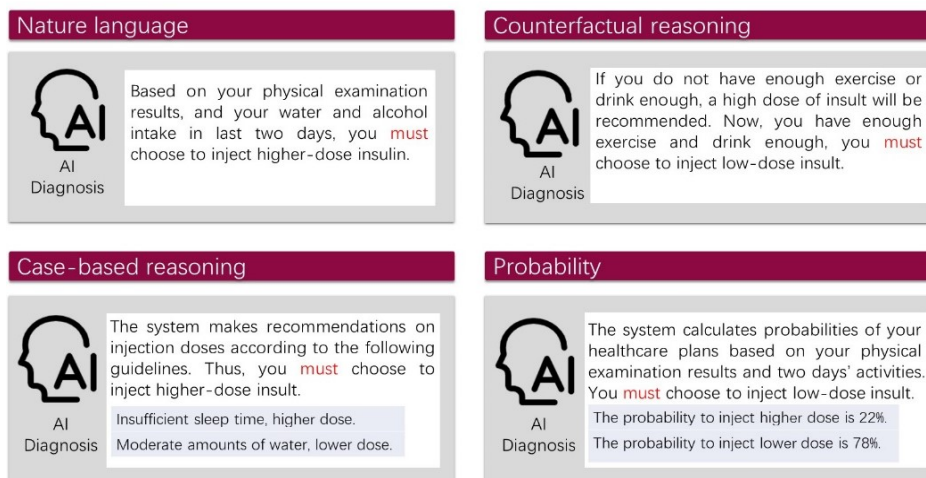 Nature language
AI
AI
Diagnosis
Based on your physical examination
results, and your water and alcohol
intake in last two days, you must
choose to inject higher-dose insulin.
Counterfactual reasoning
AI
AI
Diagnosis
If you do not have enough exercise or
drink enough, a high dose of insult will be
recommended. Now, you have enough
exercise and drink enough, you must
choose to inject low-dose insult.
Case-based reasoning
AI
AI
Diagnosis
The system makes recommendations on
injection doses according to the following
guidelines. Thus, you must choose to
inject higher-dose insult.
Insufficient sleep time, higher dose.
Moderate amounts of water, lower dose.
Probability
AI
AI
Diagnosis
The system calculates probabilities of your
healthcare plans based on your physical
examination results and two days' activities.
You must choose to inject low-dose insult.
The probability to inject higher dose is 22%.
The probability to inject lower dose is 78%.